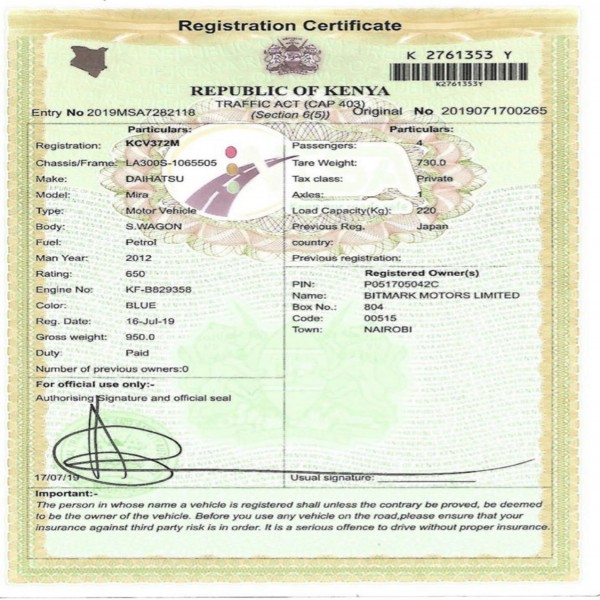 Registration Certificate
K 2761353 Y
K2761353Y
REPUBLIC OF KENYA
TRAFFIC ACT (CAP 403)
(Section 6(5))
Entry No 2019MSA7282118
Original No 2019071700265
Particulars:
Registration: KCV372M
Chassis/Frame: LA300S-1065505
Make: DAIHATSU
Model: Mira
Type: Motor Vehicle
Body: S.WAGON
Fuel: Petrol
Man Year: 2012
Rating: 650
Engine No: KF-B829358
Color: BLUE
Reg. Date: 16-Jul-19
Gross weight: 950.0
Duty: Paid
Number of previous owners:0
Particulars:
Passengers: 4
Tare Weight: 730.0
Tax class: Private
Axles: 1
Load Capacity(Kg): 220
Previous Reg. Japan
country:
Previous registration:
Registered Owner(s)
PIN: P051705042C
Name: BITMARK MOTORS LIMITED
Box No.: 804
Code: 00515
Town: NAIROBI
For official use only:-
Authorising Signature and official seal
17/07/19
Usual signature:
Important:-
The person in whose name a vehicle is registered shall unless the contrary be proved, be deemed
to be the owner of the vehicle. Before you use any vehicle on the road,please ensure that your
insurance against third party risk is in order. It is a serious offence to drive without proper insurance.